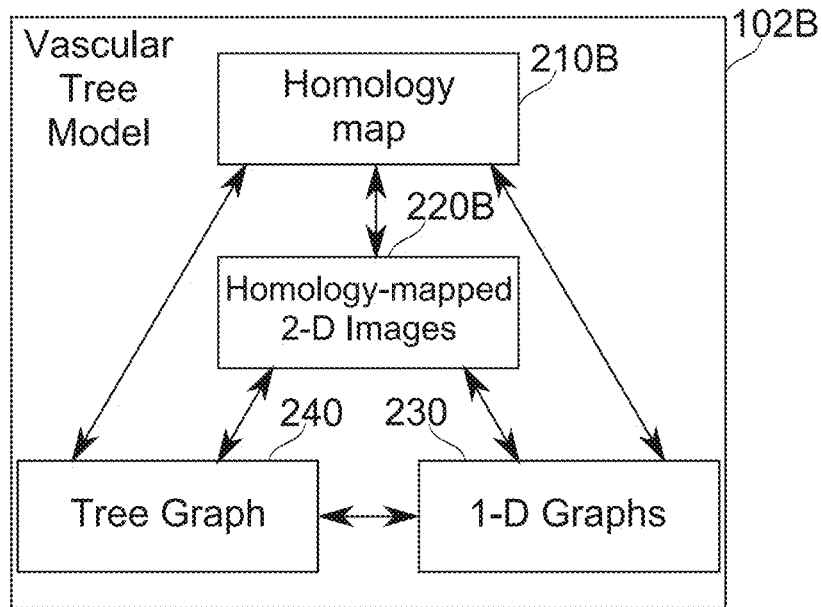 Vascular
Tree
Model
102B
210B
Homology
map
220B
Homology-mapped
2-D Images
240
230
Tree Graph
1-D Graphs